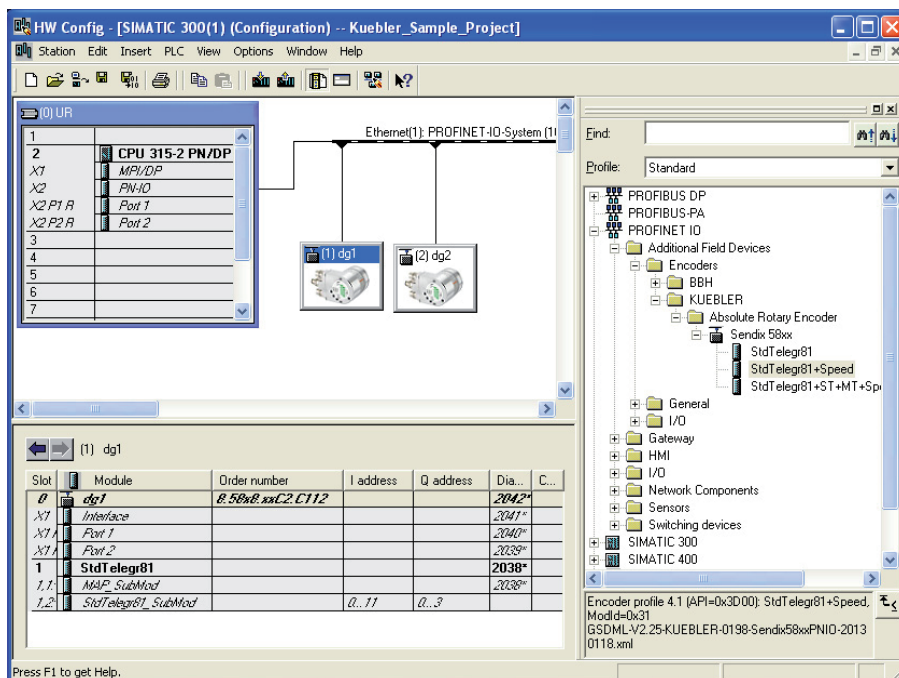 HW Config - [SIMATIC 300(1) (Configuration) -- Kuebler_Sample_Project]
Station Edit Insert PLC View Options Window Help
(0) UR
1
2 CPU 315-2 PN/DP
X1 MPI/DP
X2 PN-IO
X2 P1 R Port 1
X2 P2 R Port 2
3
4
5
6
7
Ethernet(1): PROFINET-IO-System (10
(1) dg1
(2) dg2
Find:
Profile: Standard
PROFIBUS DP
PROFIBUS-PA
PROFINET IO
Additional Field Devices
Encoders
BBH
KUEBLER
Absolute Rotary Encoder
Sendix 58xx
StdTelegr81
StdTelegr81+Speed
StdTelegr81+ST+MT+Spe
General
I/O
Gateway
HMI
I/O
Network Components
Sensors
Switching devices
SIMATIC 300
SIMATIC 400
(1) dg1
Slot Module Order number I address Q address Dia... C...
0 dg1 8.58x8.xxC2.C112 2042*
X1 Interface 2041*
X1 Port 1 2040*
X1 Port 2 2039*
1 StdTelegr81 2038*
1,1: MAP_SubMod 2038*
1,2: StdTelegr81_SubMod 0...11 0...3
Encoder profile 4.1 (API=0x3D00): StdTelegr81+Speed,
ModId=0x31
GSDML-V2.25-KUEBLER-0198-Sendix58xxPNIO-2013
0118.xml
Press F1 to get Help.